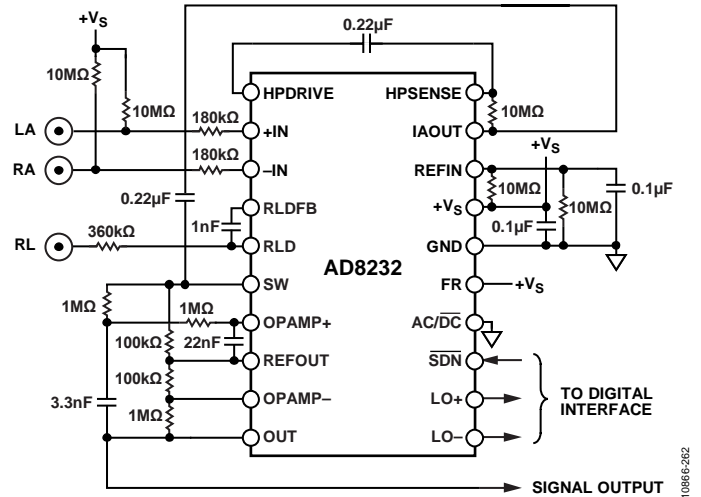 0.22µF
+VS
10MΩ
10MΩ
LA
180kΩ
RA
180kΩ
0.22µF
1nF
RL
360kΩ
1MΩ
1MΩ
100kΩ
22nF
100kΩ
3.3nF
1MΩ
HPDRIVE
+IN
–IN
RLDFB
RLD
SW
OPAMP+
REFOUT
OPAMP–
OUT
AD8232
HPSENSE
IAOUT
REFIN
+VS
GND
FR
AC/DC
SDN
LO+
LO–
10MΩ
+VS
10MΩ
0.1µF
10MΩ
0.1µF
+VS
TO DIGITAL
INTERFACE
SIGNAL OUTPUT
10866-262